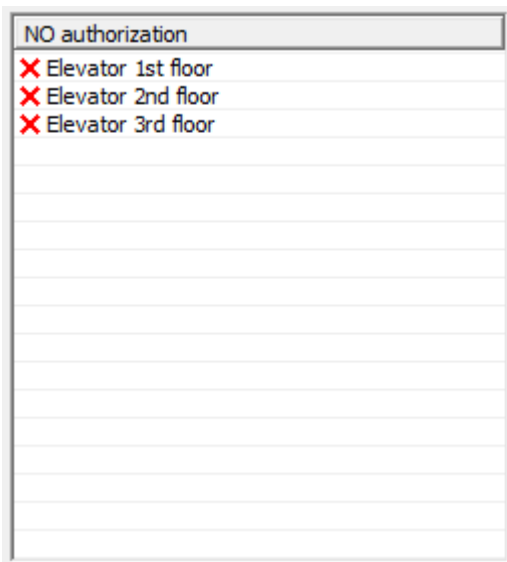 NO authorization
Elevator 1st floor
Elevator 2nd floor
Elevator 3rd floor